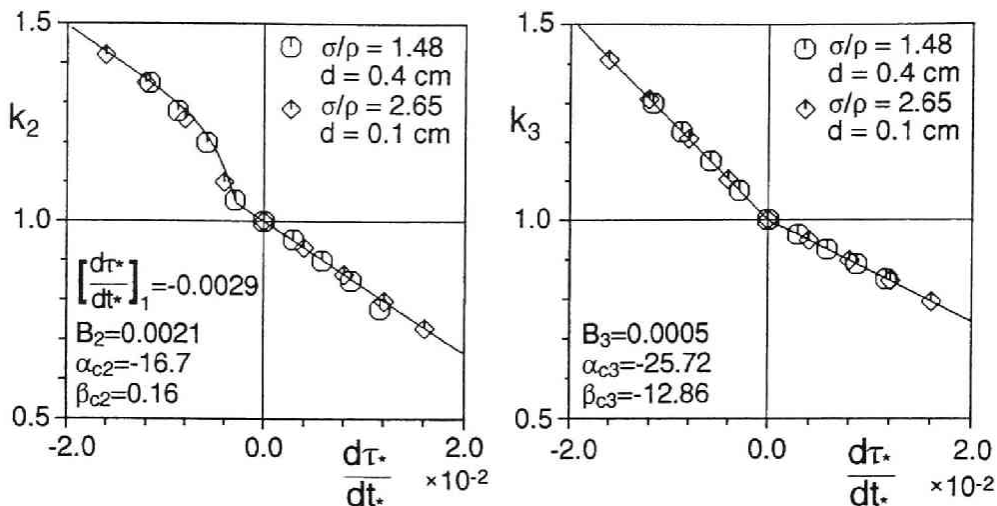 1.5
k2
1.0
0.5
σ/ρ = 1.48
d = 0.4 cm
σ/ρ = 2.65
d = 0.1 cm
[dτ*/dt*]1=-0.0029
B2=0.0021
αc2=-16.7
βc2=0.16
-2.0 0.0 2.0
dτ*
dt*
×10-2
1.5
k3
1.0
0.5
σ/ρ = 1.48
d = 0.4 cm
σ/ρ = 2.65
d = 0.1 cm
B3=0.0005
αc3=-25.72
βc3=-12.86
-2.0 0.0 2.0
dτ*
dt*
×10-2